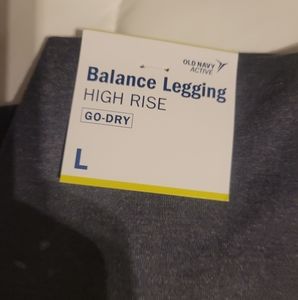 OLD NAVY
ACTIVE
Balance Legging
HIGH RISE
GO-DRY
L